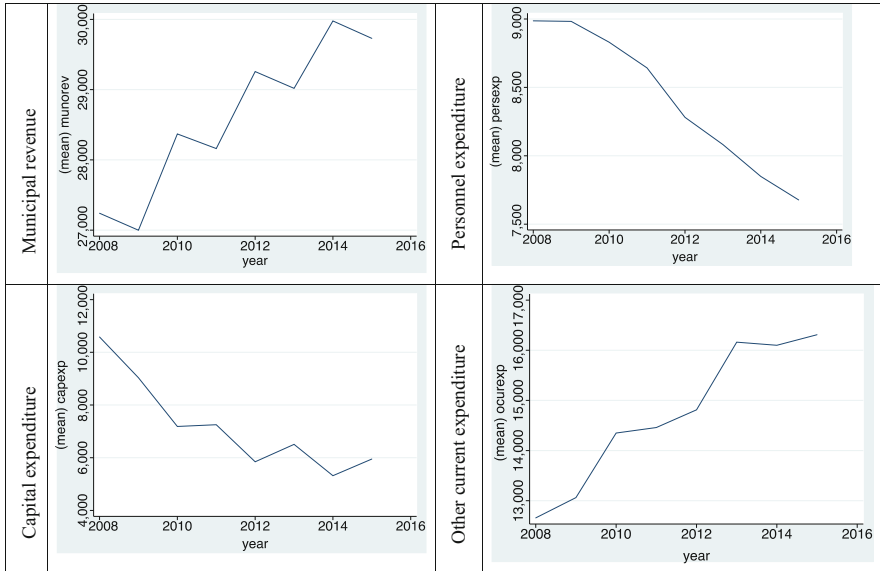 Municipal revenue
(mean) munorev
30,000
29,000
28,000
27,000
2008 2010 2012 2014 2016
year
Personnel expenditure
(mean) persexp
9,000
8,500
8,000
7,500
2008 2010 2012 2014 2016
year
Capital expenditure
(mean) capexp
12,000
10,000
8,000
6,000
4,000
2008 2010 2012 2014 2016
year
Other current expenditure
(mean) ocurexp
17,000
16,000
15,000
14,000
13,000
2008 2010 2012 2014 2016
year